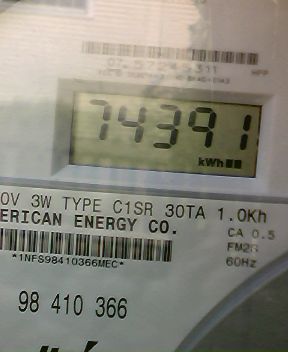 74391
kWh
0V 3W TYPE C1SR 30TA 1.0Kh
ERICAN ENERGY CO.
CA 0.5
FM2S
60Hz
*1NFS98410366MEC*
98 410 366